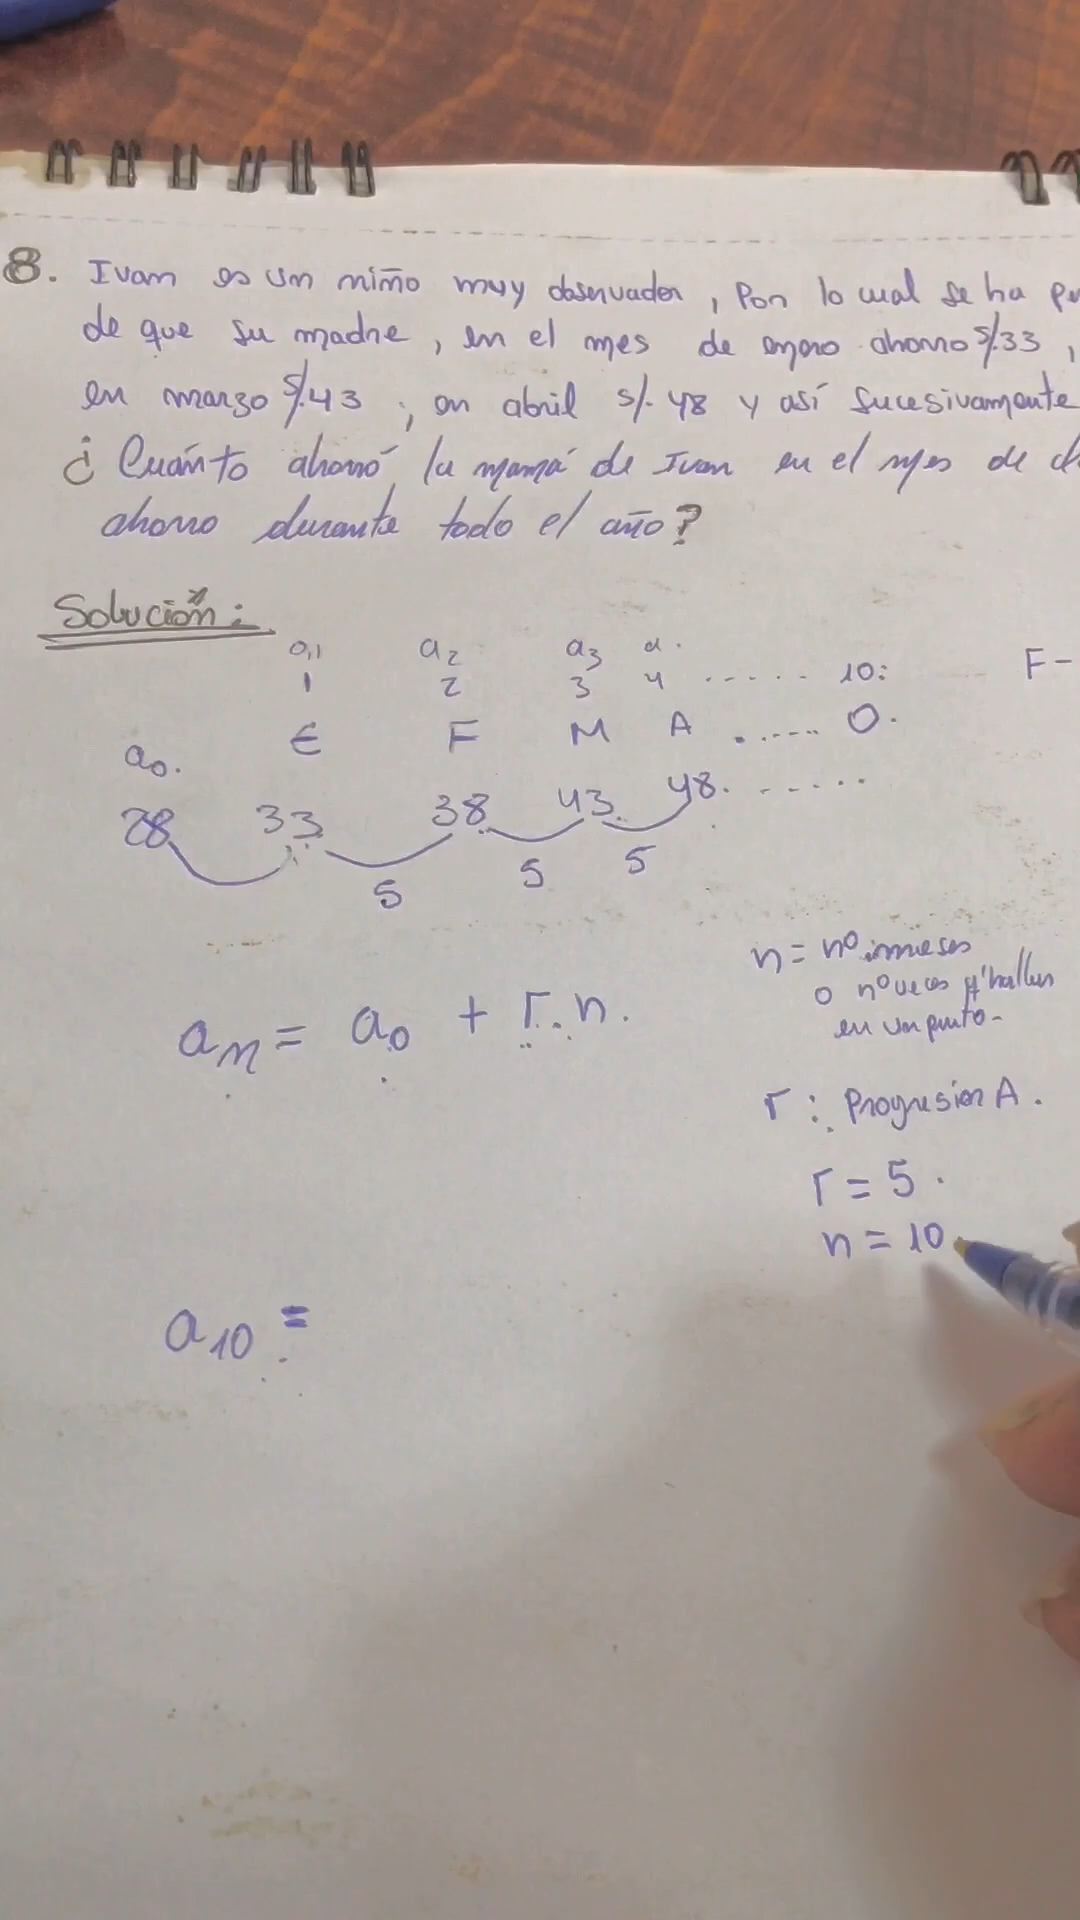 8. Ivan es un niño muy observador, Por lo cual se ha
de que su madre, en el mes de enero ahorro S/.33,
en marzo S/.43, en abril S/. 48 y así sucesivamente
¿Cuánto ahorró la mamá de Ivan en el mes de
ahorro durante todo el año?
Solución:
a1 a2 a3 a.
1 2 3 4 ...... 10:
F-
E F M A ...... O.
a0.
28 33 38 43 48. ......
5 5 5
n = nº meses
o nº veces q' hallen
en un punto-
an = a0 + r.n.
r: Progresión A.
r = 5.
n = 10
a10 =